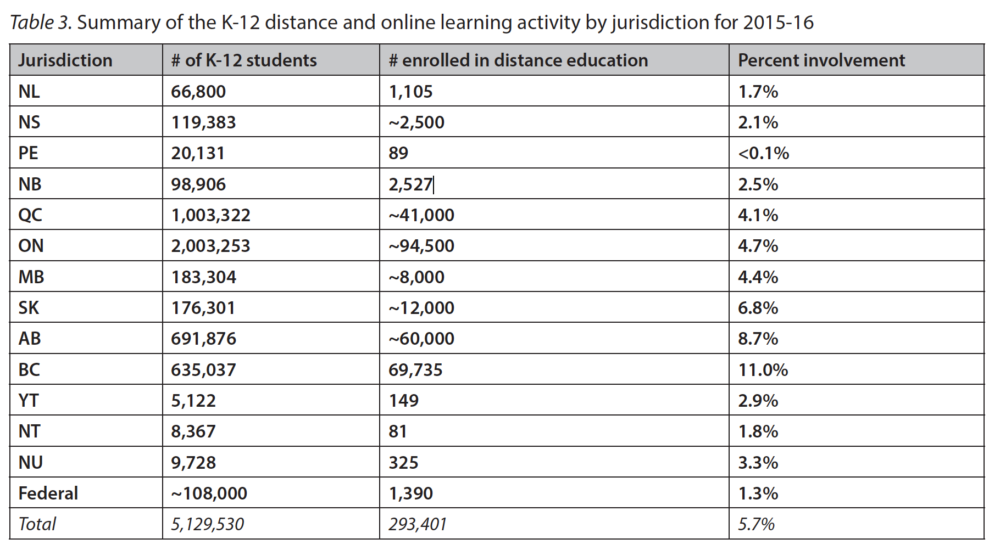 Table 3. Summary of the K-12 distance and online learning activity by jurisdiction for 2015-16
Jurisdiction # of K-12 students # enrolled in distance education Percent involvement
NL 66,800 1,105 1.7%
NS 119,383 ~2,500 2.1%
PE 20,131 89 <0.1%
NB 98,906 2,527 2.5%
QC 1,003,322 ~41,000 4.1%
ON 2,003,253 ~94,500 4.7%
MB 183,304 ~8,000 4.4%
SK 176,301 ~12,000 6.8%
AB 691,876 ~60,000 8.7%
BC 635,037 69,735 11.0%
YT 5,122 149 2.9%
NT 8,367 81 1.8%
NU 9,728 325 3.3%
Federal ~108,000 1,390 1.3%
Total 5,129,530 293,401 5.7%